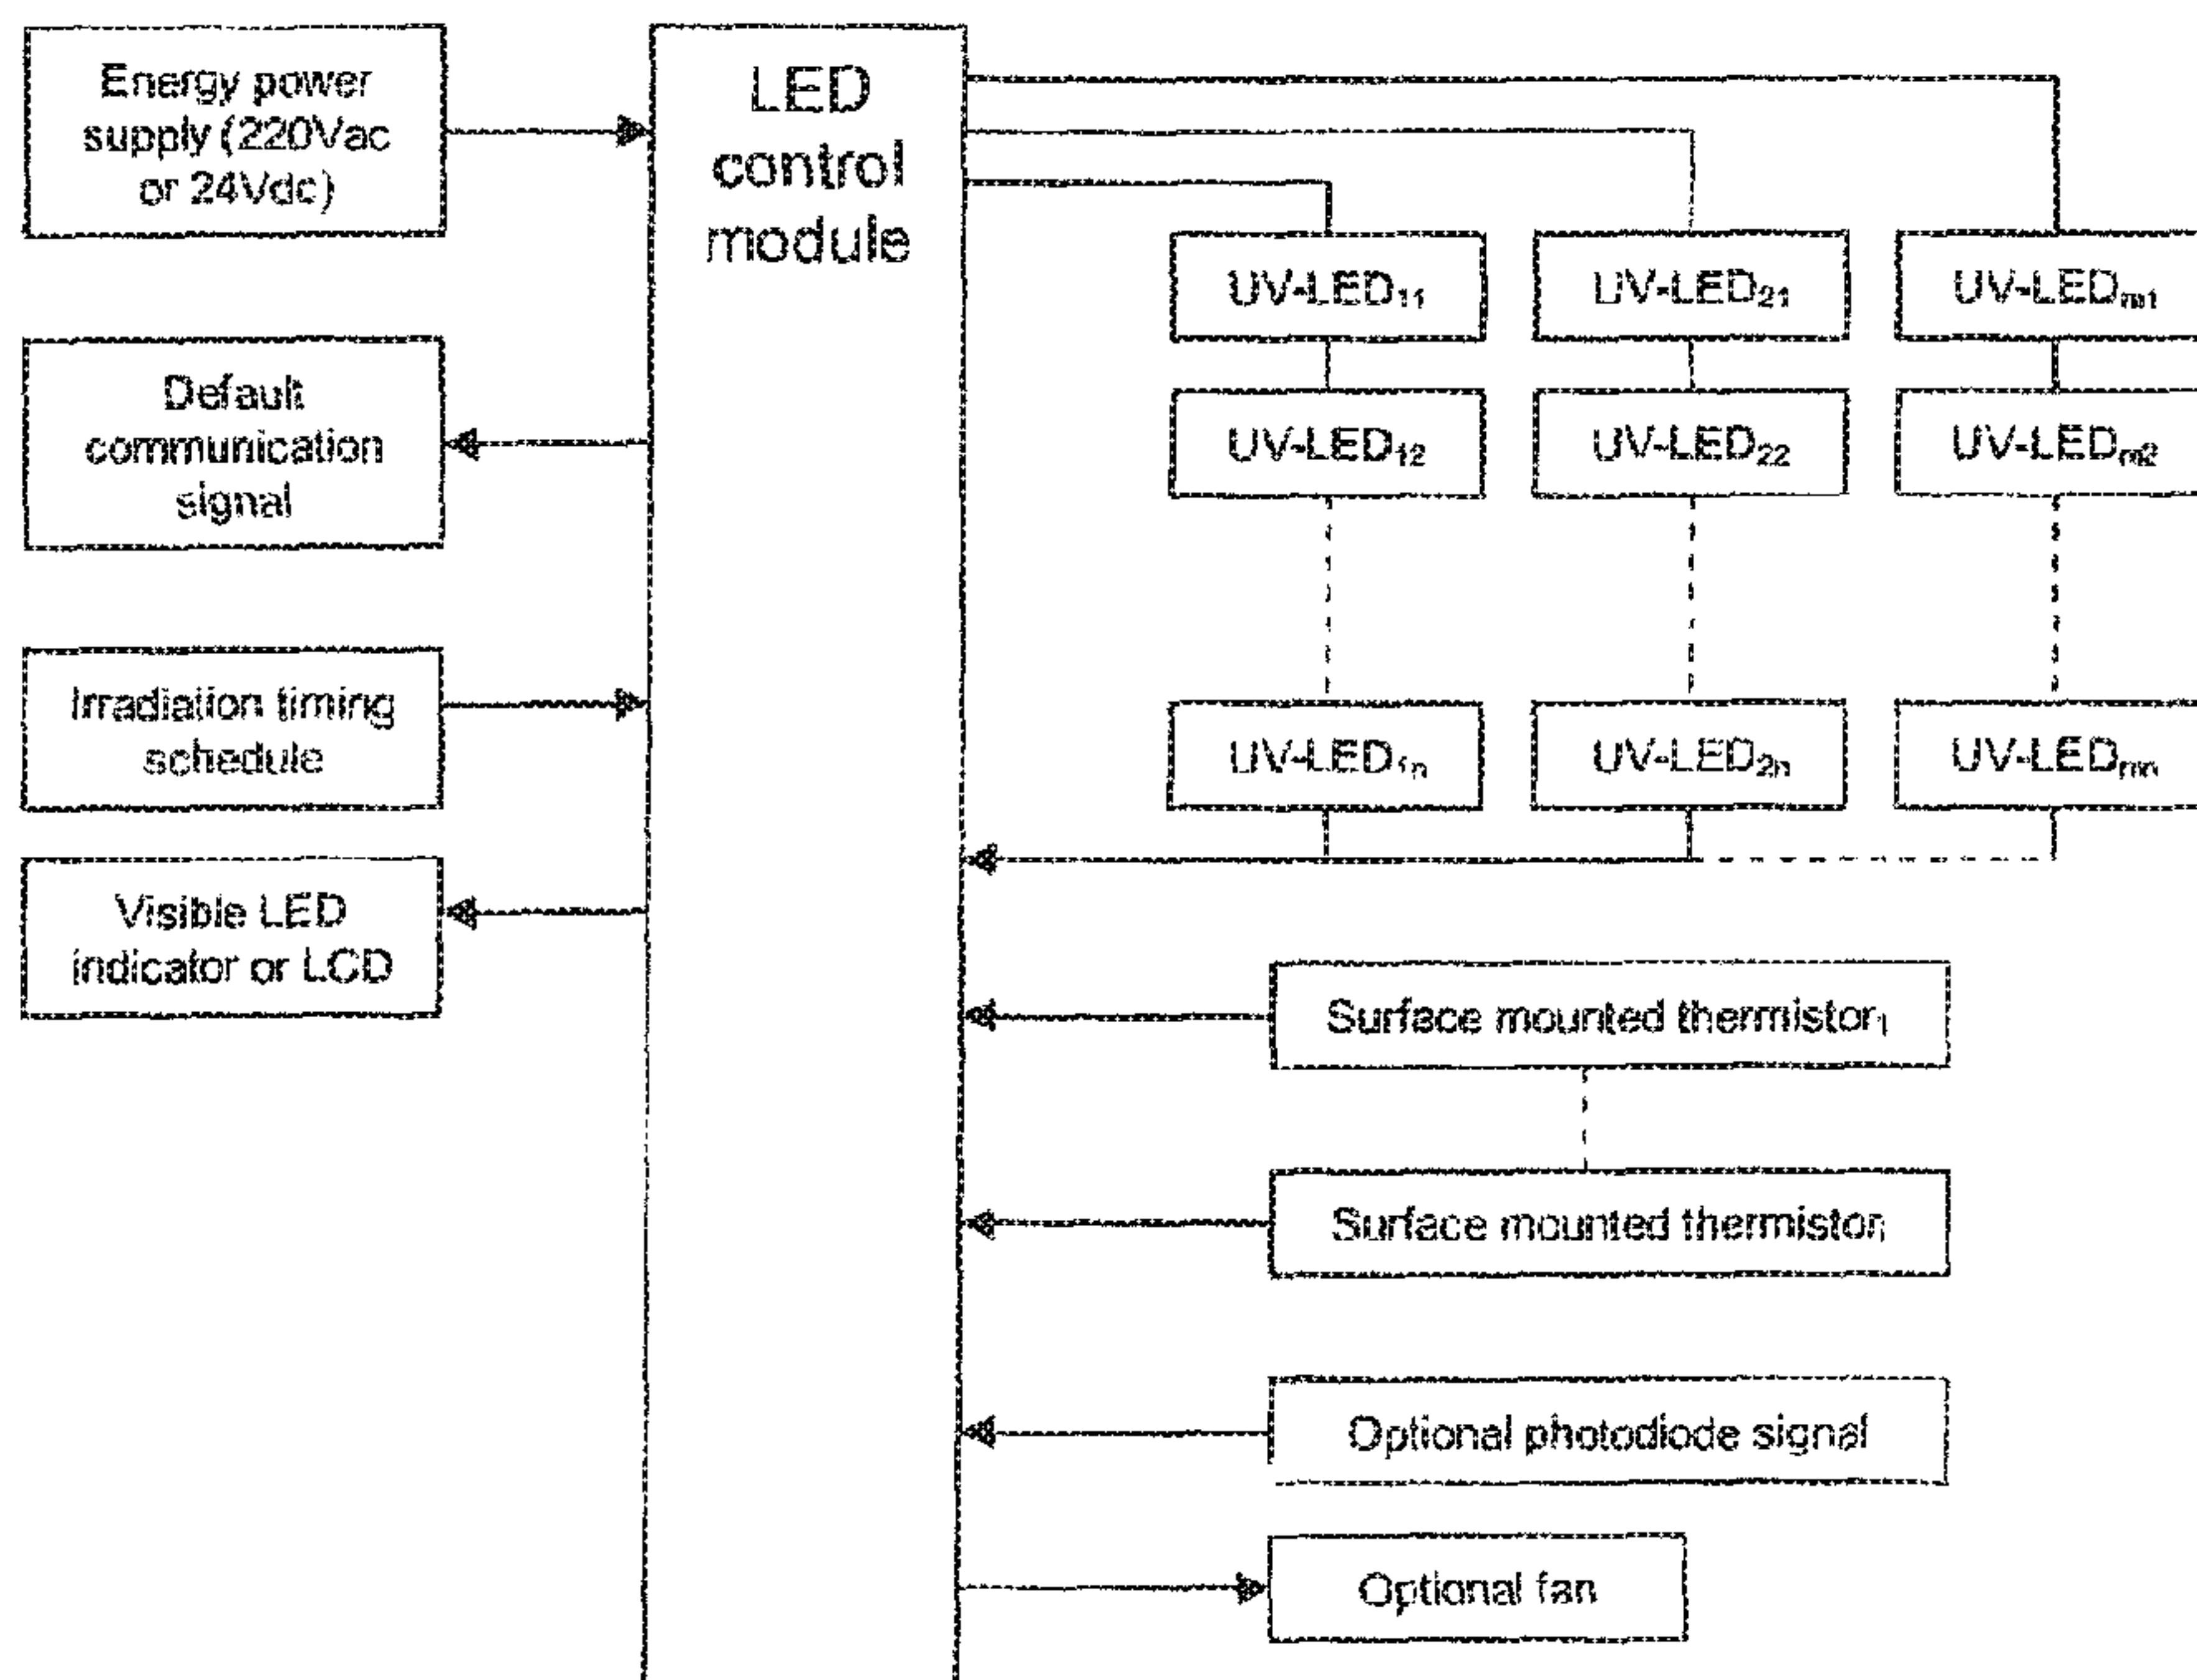 Energy power
supply (220Vac
or 24Vdc)
Default
communication
signal
Irradiation timing
schedule
Visible LED
indicator or LCD
LED
control
module
UV-LED₁₁
UV-LED₂₁
UV-LEDₘ₁
UV-LED₁₂
UV-LED₂₂
UV-LEDₘ₂
UV-LED₁ₙ
UV-LED₂ₙ
UV-LEDₘₙ
Surface mounted thermistor₁
Surface mounted thermistorₗ
Optional photodiode signal
Optional fan